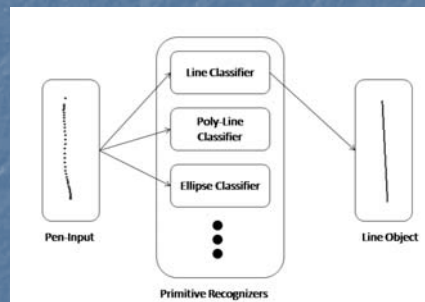 Line Classifier
Poly-Line
Classifier
Ellipse Classifier
Pen-Input
Line Object
Primitive Recognizers